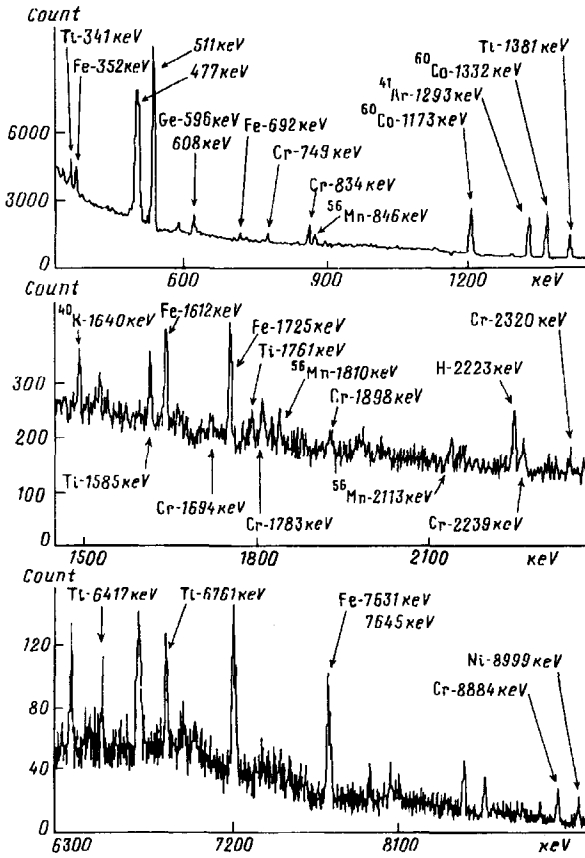 Count
Ti-341keV
Fe-352keV
511 keV
477keV
Ge-596keV
608keV
Fe-692keV
Cr-749keV
Cr-834keV
⁵⁶Mn-846keV
⁶⁰Co-1173keV
⁴¹Ar-1293keV
⁶⁰Co-1332keV
Ti-1381keV
6000
3000
0
600
900
1200
keV
Count
⁴⁰K-1640keV
Fe-1612keV
Fe-1725keV
Ti-1761keV
⁵⁶Mn-1810keV
Cr-1898keV
H-2223keV
Cr-2320keV
300
200
100
0
Ti-1585keV
Cr-1694keV
Cr-1783keV
⁵⁶Mn-2113keV
Cr-2239keV
1500
1800
2100
keV
Count
Ti-6417keV
Ti-6761keV
Fe-7631keV
7645keV
Ni-8999keV
Cr-8884keV
120
80
40
0
6300
7200
8100
keV